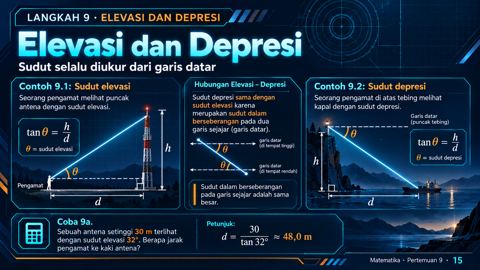 LANGKAH 9 • ELEVASI DAN DEPRESI
Elevasi dan Depresi
Sudut selalu diukur dari garis datar
Contoh 9.1: Sudut elevasi
Seorang pengamat melihat puncak
antena dengan sudut elevasi.
tan θ = h/d
θ = sudut elevasi
h
θ
Pengamat
d
Hubungan Elevasi – Depresi
Sudut depresi sama dengan
sudut elevasi karena
merupakan sudut dalam
berseberangan pada dua
garis sejajar (garis datar).
garis datar
(di tempat tinggi)
θ
θ
garis datar
(di tempat rendah)
Sudut dalam berseberangan
pada garis sejajar adalah sama
besar.
Contoh 9.2: Sudut depresi
Seorang pengamat di atas tebing melihat
kapal dengan sudut depresi.
Garis datar
(puncak tebing)
θ
h
tan θ = h/d
θ = sudut depresi
d
Coba 9a.
Sebuah antena setinggi 30 m terlihat
dengan sudut elevasi 32°. Berapa jarak
pengamat ke kaki antena?
Petunjuk:
d = 30/tan 32° ≈ 48,0 m
Matematika • Pertemuan 9 • 15